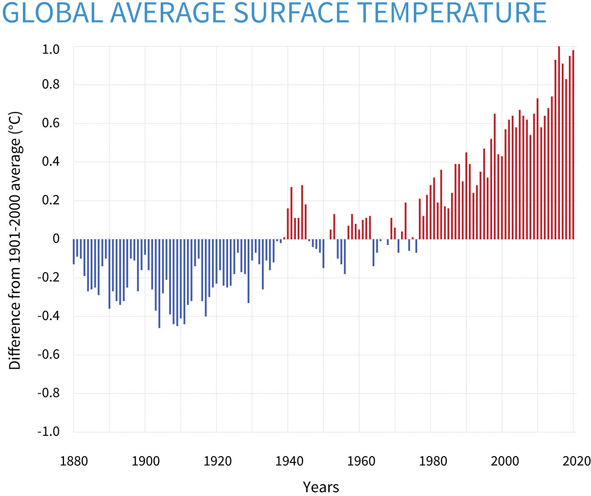 GLOBAL AVERAGE SURFACE TEMPERATURE
Difference from 1901-2000 average (°C)
1.0
0.8
0.6
0.4
0.2
0
-0.2
-0.4
-0.6
-0.8
-1.0
1880 1900 1920 1940 1960 1980 2000 2020
Years